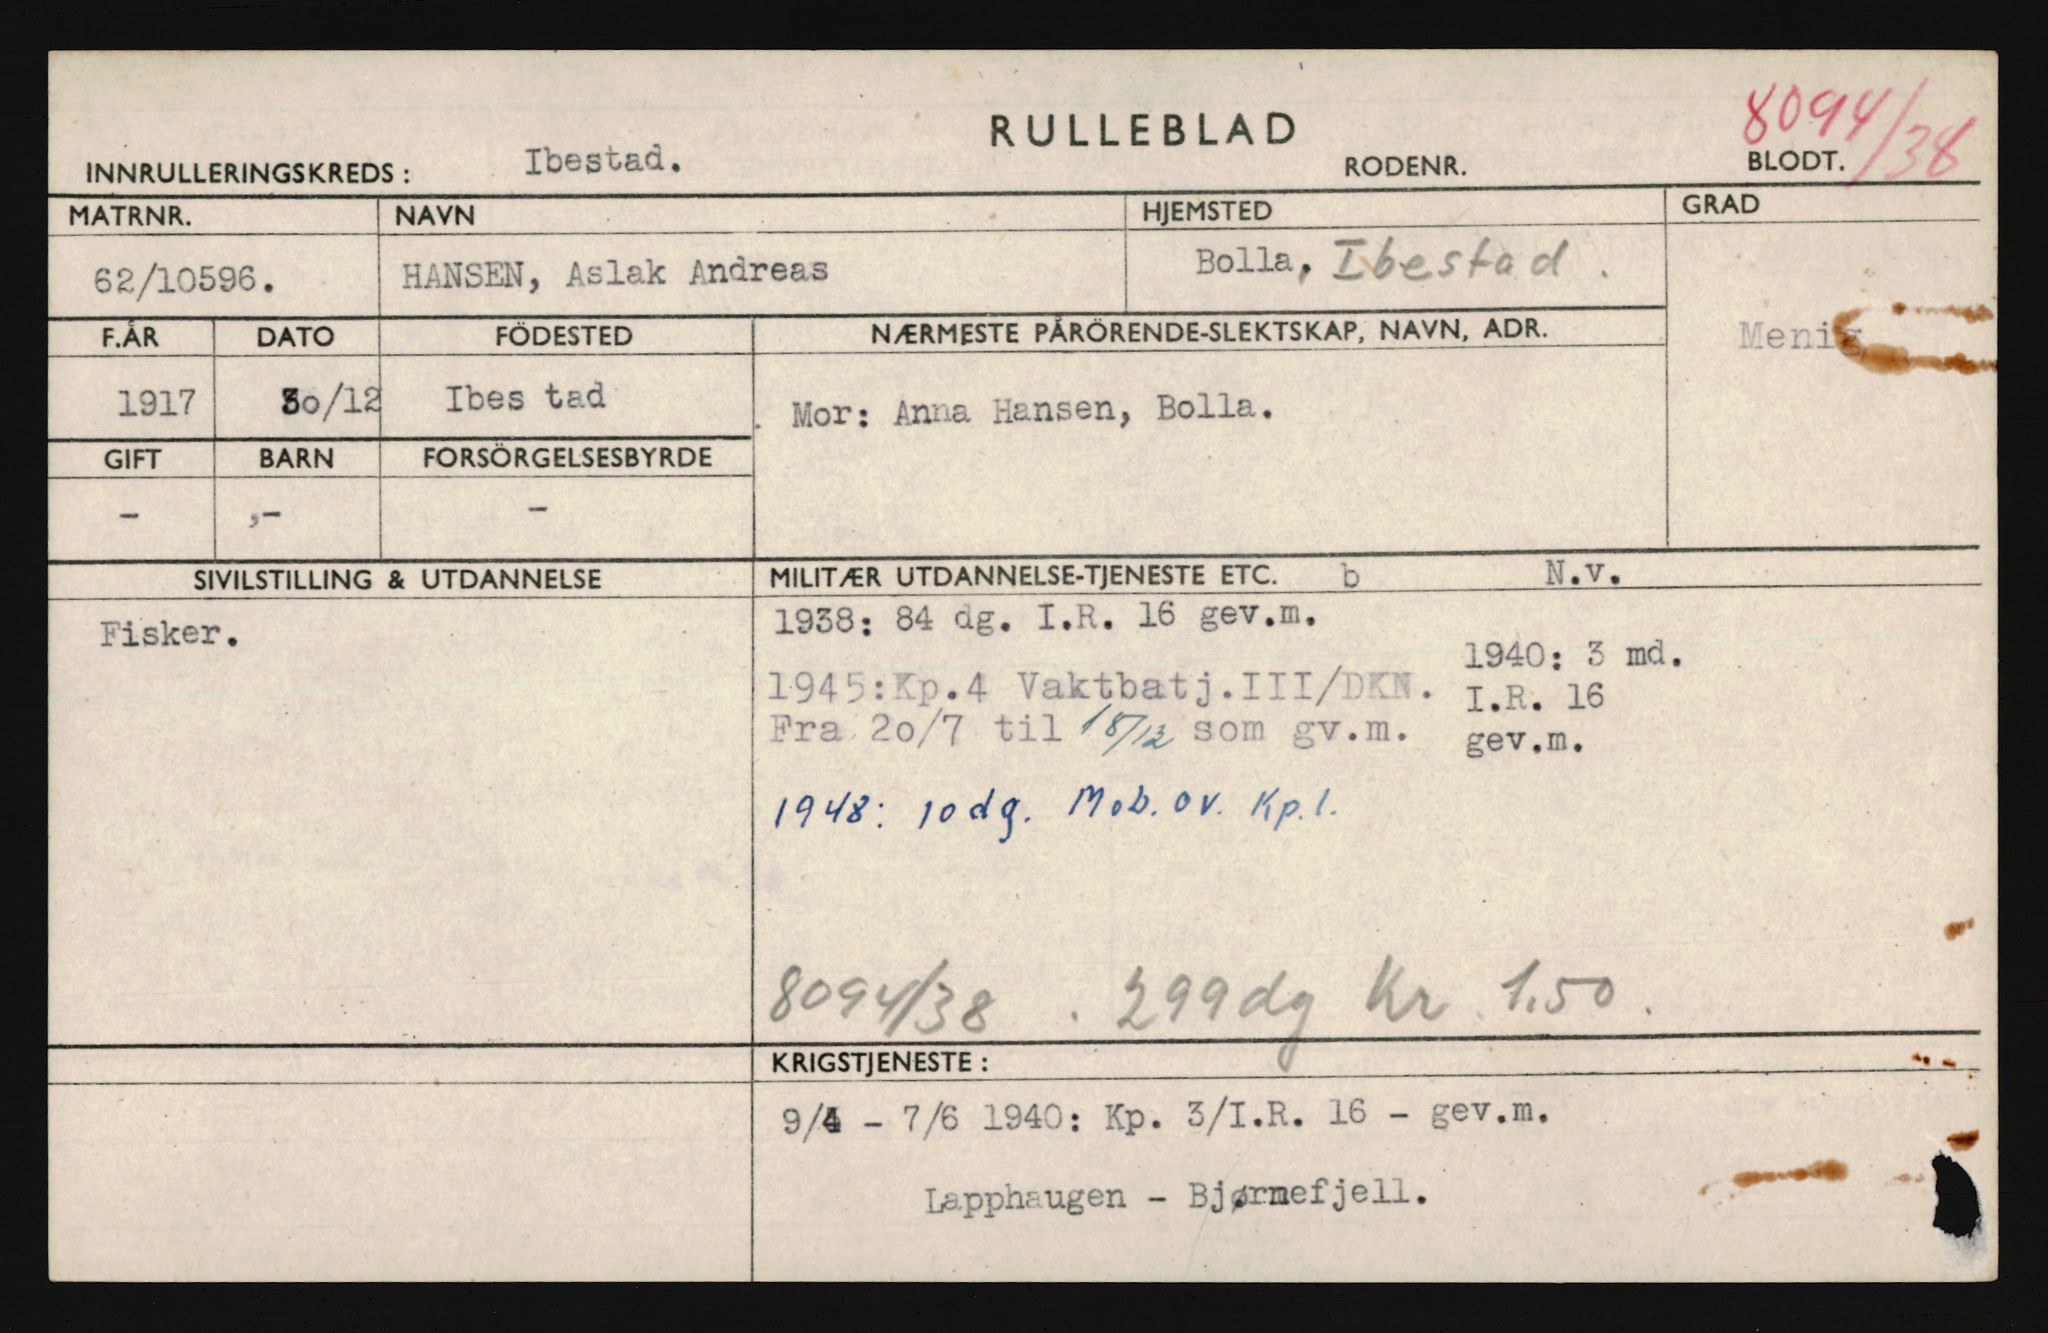 RULLEBLAD
8094/38
INNRULLERINGSKREDS: Ibestad. RODENR. BLODT.
MATRNR. NAVN HJEMSTED GRAD
62/10596. HANSEN, Aslak Andreas Bolla, Ibestad. Menig
F.ÅR DATO FÖDESTED NÆRMESTE PÅRÖRENDE-SLEKTSKAP, NAVN, ADR.
1917 30/12 Ibes tad Mor: Anna Hansen, Bolla.
GIFT BARN FORSÖRGELSESBYRDE
- ,- -
SIVILSTILLING & UTDANNELSE MILITÆR UTDANNELSE-TJENESTE ETC. b N.v.
Fisker.
1938: 84 dg. I.R. 16 gev.m.
1945:Kp.4 Vaktbatj.III/DKN.
Fra 2o/7 til 18/12 som gv.m.
1940: 3 md.
I.R. 16
gev.m.
1948: 10 dg. Mob. ov. Kp.1.
8094/38 . 299 dg Kr 1.50.
KRIGSTJENESTE:
9/4 - 7/6 1940: Kp. 3/I.R. 16 - gev.m.
Lapphaugen - Bjørnefjell.